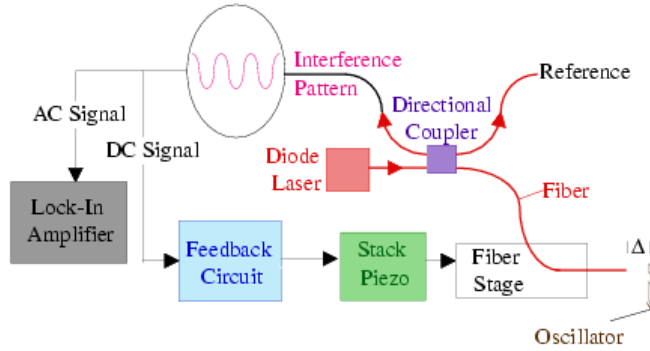 Interference
Pattern
Reference
Directional
Coupler
AC Signal
DC Signal
Diode
Laser
Fiber
Lock-In
Amplifier
Feedback
Circuit
Stack
Piezo
Fiber
Stage
|Δ|
Oscillator